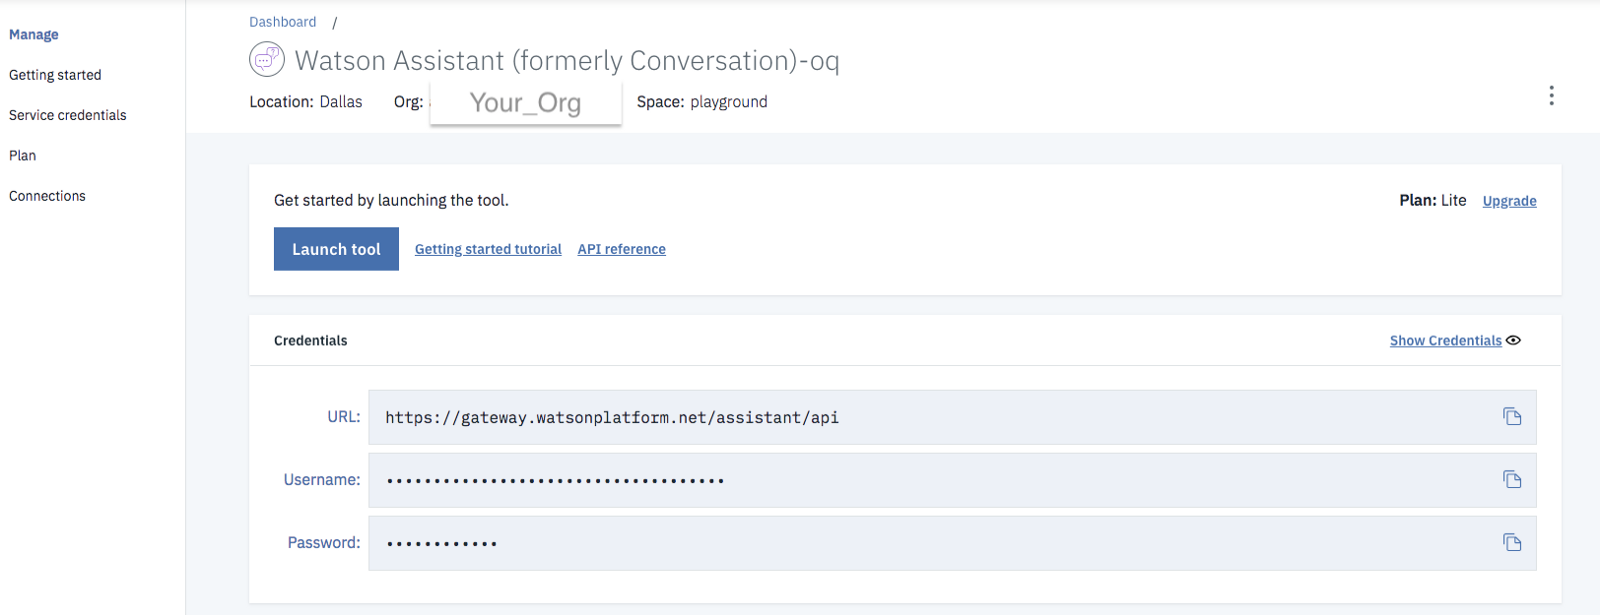 Manage
Getting started
Service credentials
Plan
Connections
Dashboard /
Watson Assistant (formerly Conversation)-oq
Location: Dallas Org: Your_Org Space: playground
Get started by launching the tool.
Plan: Lite Upgrade
Launch tool Getting started tutorial API reference
Credentials Show Credentials
URL: https://gateway.watsonplatform.net/assistant/api
Username: ••••••••••••••••••••••••••••••••••••
Password: ••••••••••••